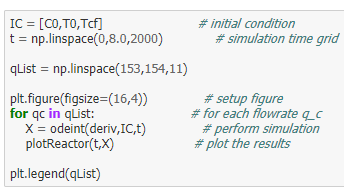 IC = [C0,T0,Tcf] # initial condition
t = np.linspace(0,8.0,2000) # simulation time grid
qList = np.linspace(153,154,11)
plt.figure(figsize=(16,4)) # setup figure
for qc in qList: # for each flowrate q_c
X = odeint(deriv,IC,t) # perform simulation
plotReactor(t,X) # plot the results
plt.legend(qList)